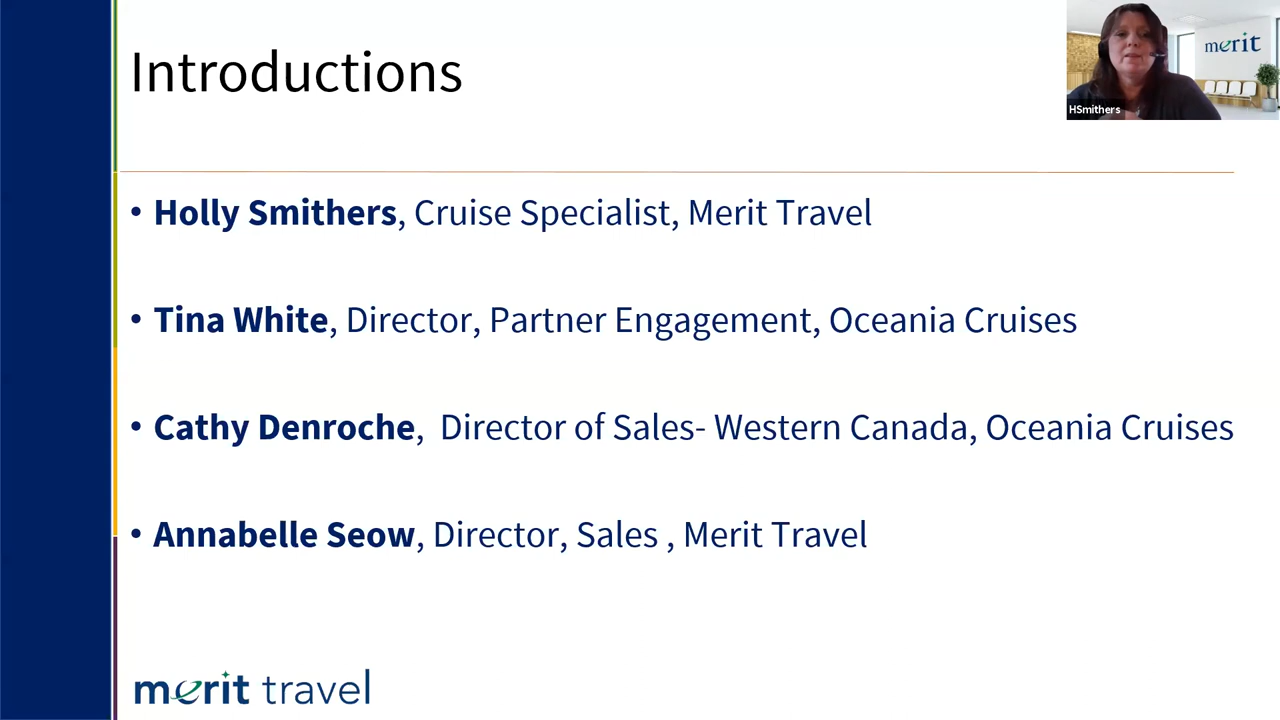 Introductions
merit
HSmithers
• Holly Smithers, Cruise Specialist, Merit Travel
• Tina White, Director, Partner Engagement, Oceania Cruises
• Cathy Denroche,  Director of Sales- Western Canada, Oceania Cruises
• Annabelle Seow, Director, Sales , Merit Travel
merit travel